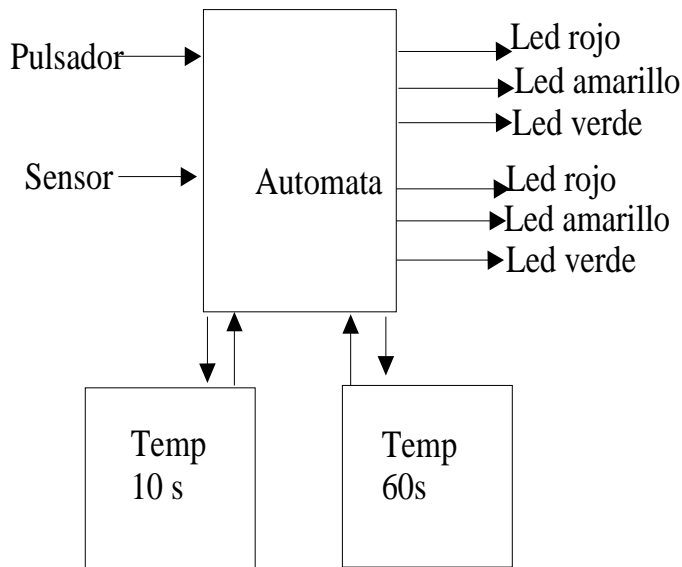 Pulsador
Sensor
Automata
Led rojo
Led amarillo
Led verde
Led rojo
Led amarillo
Led verde
Temp
10 s
Temp
60s